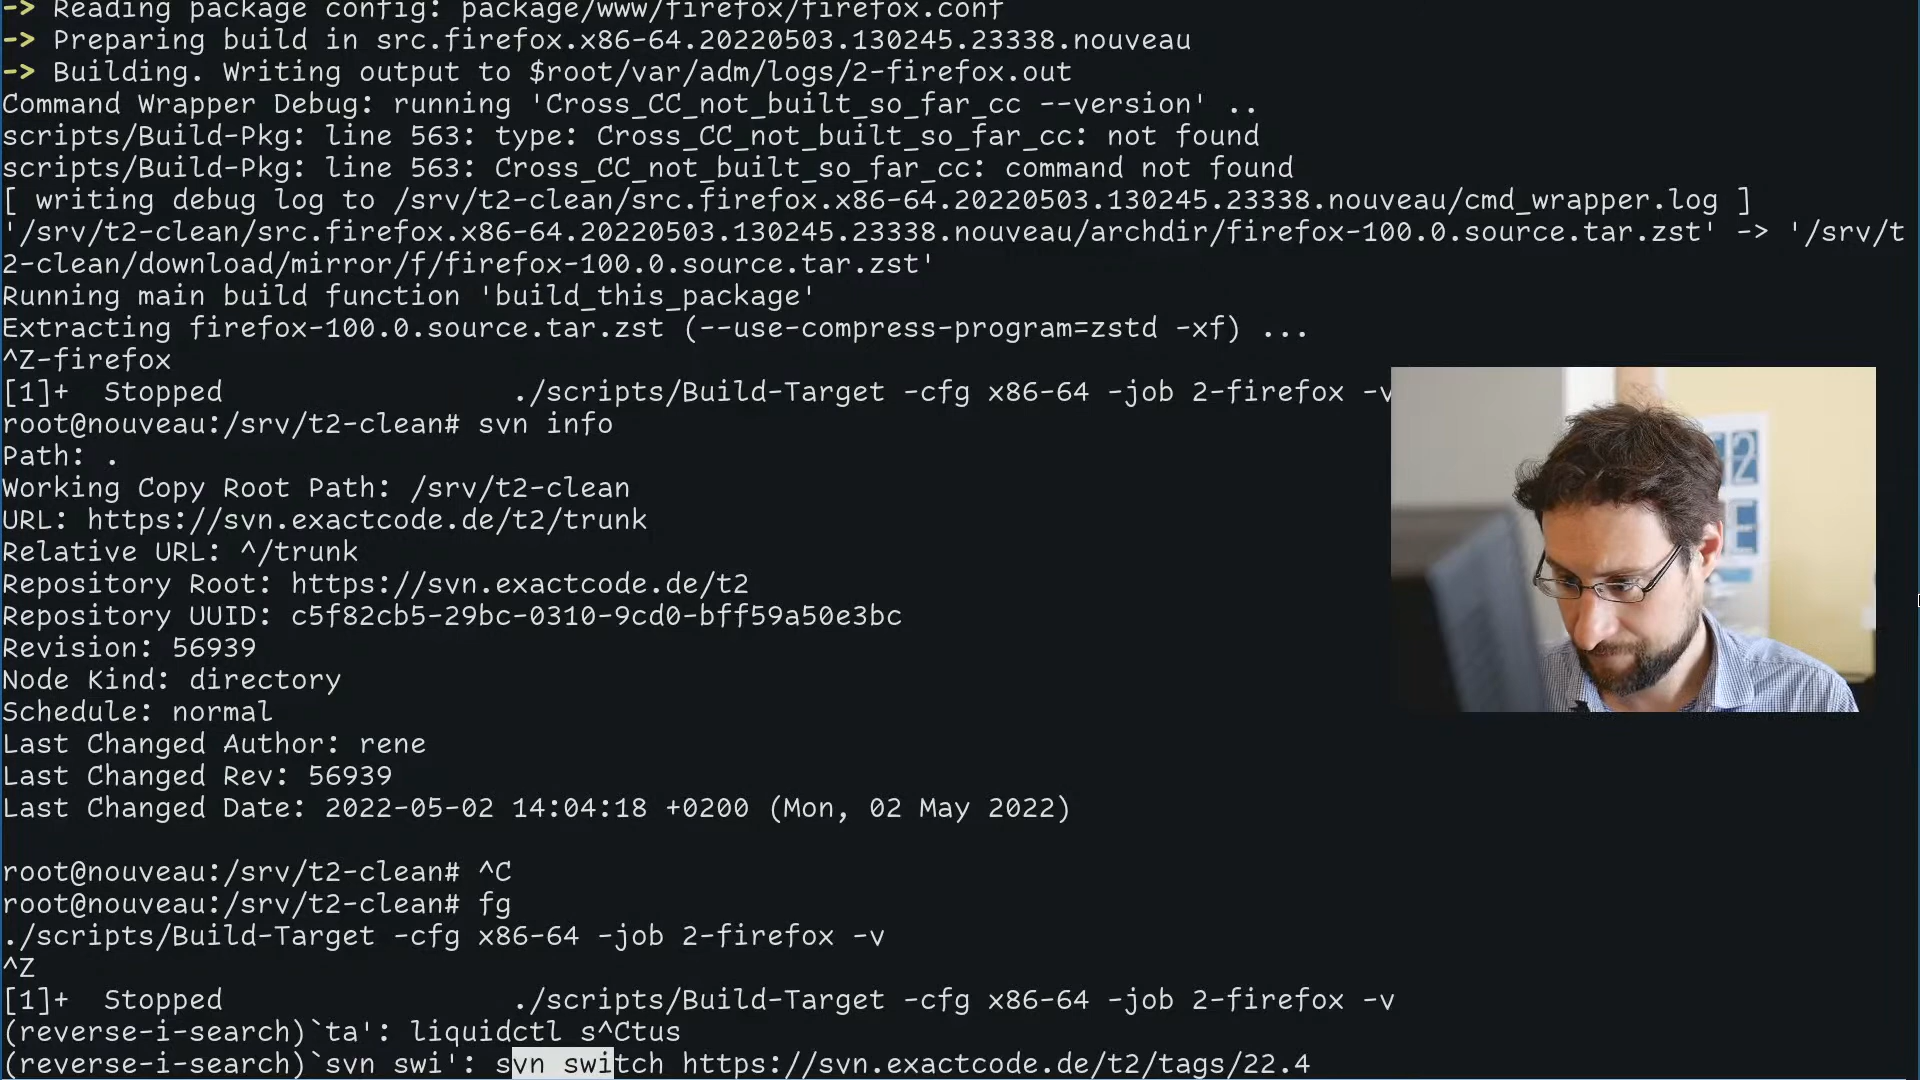 -> Reading package config: package/www/firefox/firefox.conf
-> Preparing build in src.firefox.x86-64.20220503.130245.23338.nouveau
-> Building. Writing output to $root/var/adm/logs/2-firefox.out
Command Wrapper Debug: running 'Cross_CC_not_built_so_far_cc --version' ..
scripts/Build-Pkg: line 563: type: Cross_CC_not_built_so_far_cc: not found
scripts/Build-Pkg: line 563: Cross_CC_not_built_so_far_cc: command not found
[ writing debug log to /srv/t2-clean/src.firefox.x86-64.20220503.130245.23338.nouveau/cmd_wrapper.log ]
'/srv/t2-clean/src.firefox.x86-64.20220503.130245.23338.nouveau/archdir/firefox-100.0.source.tar.zst' -> '/srv/t
2-clean/download/mirror/f/firefox-100.0.source.tar.zst'
Running main build function 'build_this_package'
Extracting firefox-100.0.source.tar.zst (--use-compress-program=zstd -xf) ...
^Z-firefox
[1]+  Stopped                 ./scripts/Build-Target -cfg x86-64 -job 2-firefox -v
root@nouveau:/srv/t2-clean# svn info
Path: .
Working Copy Root Path: /srv/t2-clean
URL: https://svn.exactcode.de/t2/trunk
Relative URL: ^/trunk
Repository Root: https://svn.exactcode.de/t2
Repository UUID: c5f82cb5-29bc-0310-9cd0-bff59a50e3bc
Revision: 56939
Node Kind: directory
Schedule: normal
Last Changed Author: rene
Last Changed Rev: 56939
Last Changed Date: 2022-05-02 14:04:18 +0200 (Mon, 02 May 2022)
root@nouveau:/srv/t2-clean# ^C
root@nouveau:/srv/t2-clean# fg
./scripts/Build-Target -cfg x86-64 -job 2-firefox -v
^Z
[1]+  Stopped                 ./scripts/Build-Target -cfg x86-64 -job 2-firefox -v
(reverse-i-search)`ta': liquidctl s^Ctus
(reverse-i-search)`svn swi': svn switch https://svn.exactcode.de/t2/tags/22.4